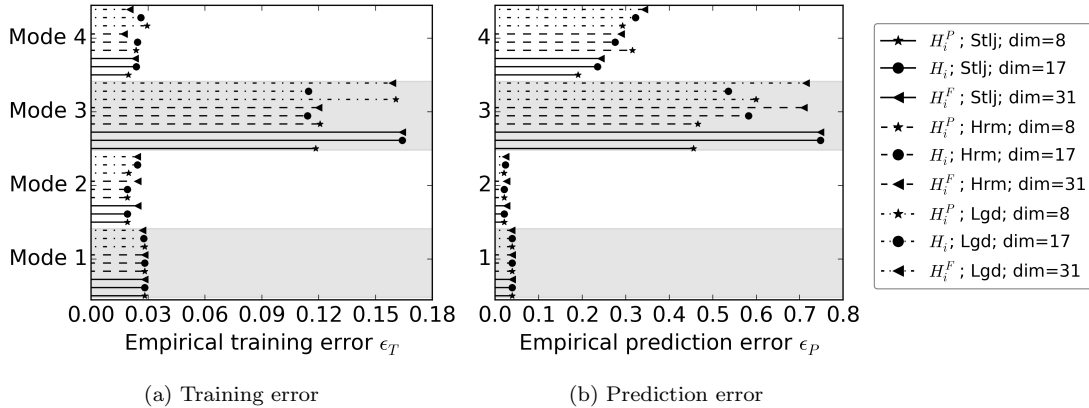 Mode 4
Mode 3
Mode 2
Mode 1
0.00 0.03 0.06 0.09 0.12 0.15 0.18
Empirical training error ϵ_T
(a) Training error
4
3
2
1
0.0 0.1 0.2 0.3 0.4 0.5 0.6 0.7 0.8
Empirical prediction error ϵ_P
(b) Prediction error
H_i^P ; Stlj; dim=8
H_i; Stlj; dim=17
H_i^F ; Stlj; dim=31
H_i^P ; Hrm; dim=8
H_i; Hrm; dim=17
H_i^F ; Hrm; dim=31
H_i^P ; Lgd; dim=8
H_i; Lgd; dim=17
H_i^F ; Lgd; dim=31